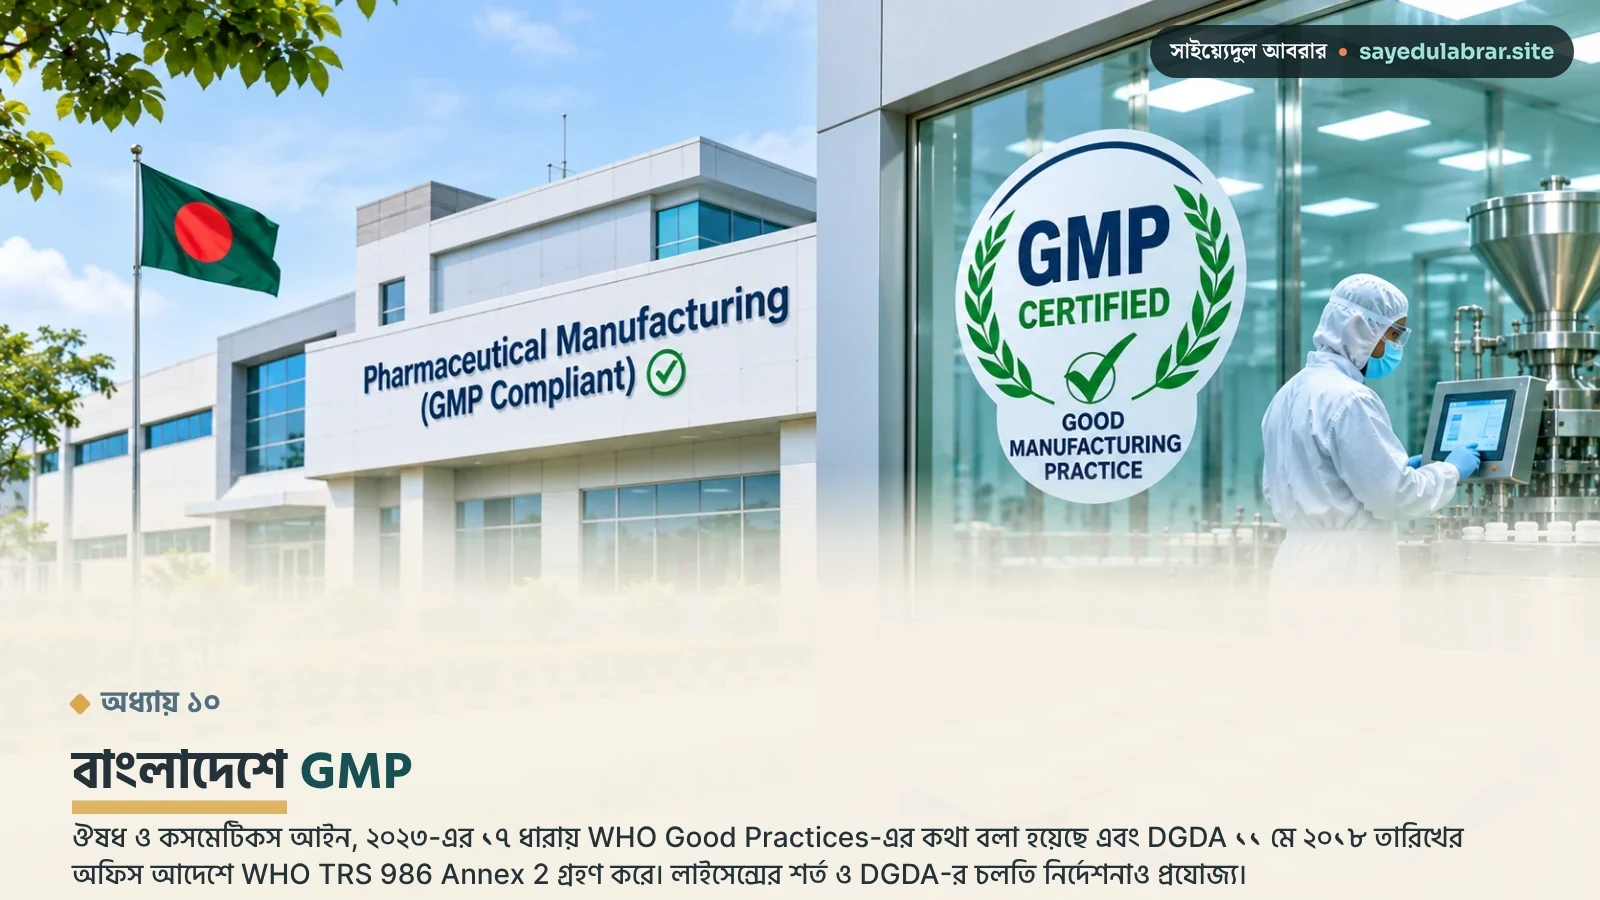 সাইয়্যেদুল আবরার • sayedulabrar.site
Pharmaceutical Manufacturing
(GMP Compliant)
GMP
CERTIFIED
GOOD
MANUFACTURING
PRACTICE
অধ্যায় ১০
বাংলাদেশে GMP
ঔষধ ও কসমেটিকস আইন, ২০২৩-এর ১৭ ধারায় WHO Good Practices-এর কথা বলা হয়েছে এবং DGDA ১১ মে ২০১৮ তারিখের
অফিস আদেশে WHO TRS 986 Annex 2 গ্রহণ করে। লাইসেন্সের শর্ত ও DGDA-র চলতি নির্দেশনাও প্রযোজ্য।